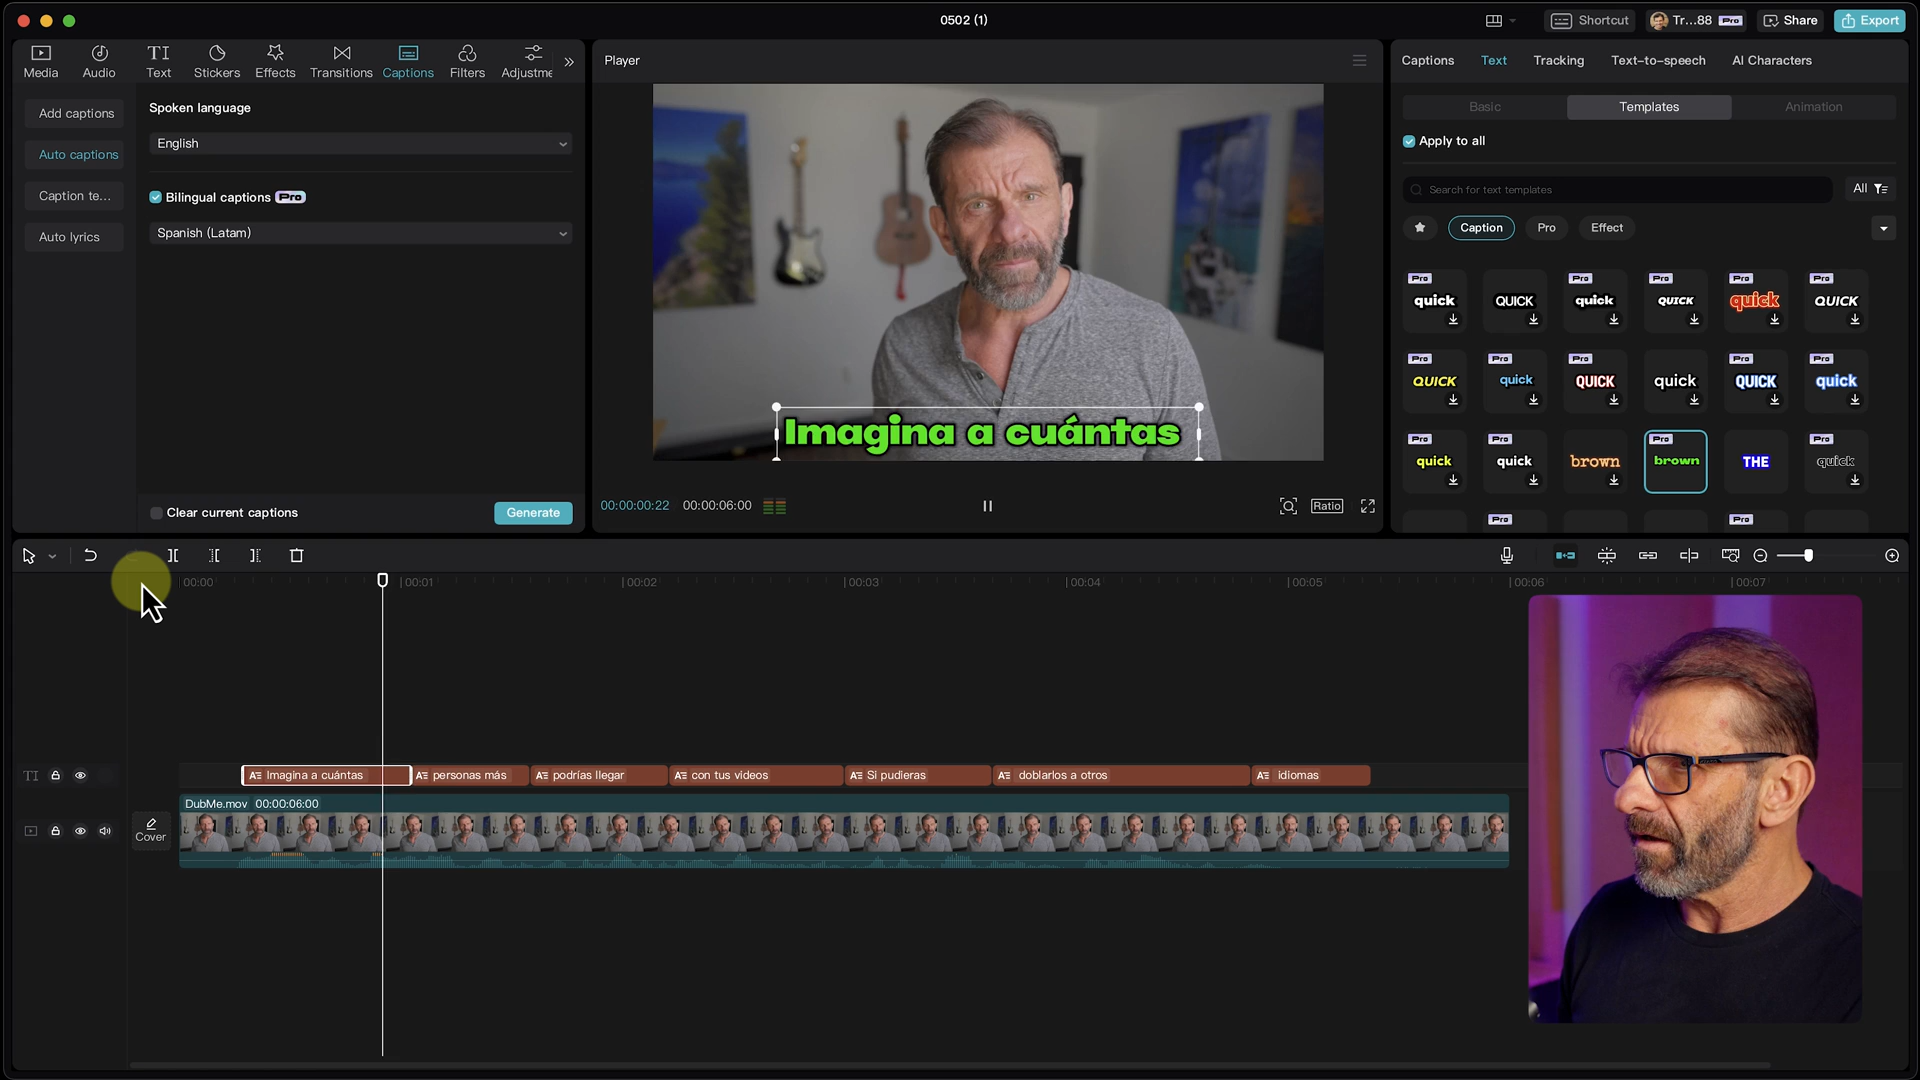 0502 (1)
Shortcut
Tr...88 Pro
Share
Export
Media
Audio
Text
Stickers
Effects
Transitions
Captions
Filters
Adjustme
Player
Captions
Text
Tracking
Text-to-speech
AI Characters
Add captions
Auto captions
Caption te...
Auto lyrics
Spoken language
English
Bilingual captions Pro
Spanish (Latam)
Clear current captions
Generate
Imagina a cuántas
00:00:00:22
00:00:06:00
Ratio
Basic
Templates
Animation
Apply to all
Search for text templates
All
Caption
Pro
Effect
Pro quick
QUICK
Pro quick
Pro QUICK
Pro quick
Pro QUICK
Pro QUICK
Pro quick
Pro QUICK
quick
Pro QUICK
Pro quick
Pro quick
Pro quick
brown
Pro brown
THE
Pro quick
Pro
Pro
00:00
00:01
00:02
00:03
00:04
00:05
00:06
00:07
Imagina a cuántas
personas más
podrías llegar
con tus videos
Si pudieras
doblarlos a otros
idiomas
Cover
DubMe.mov 00:00:06:00